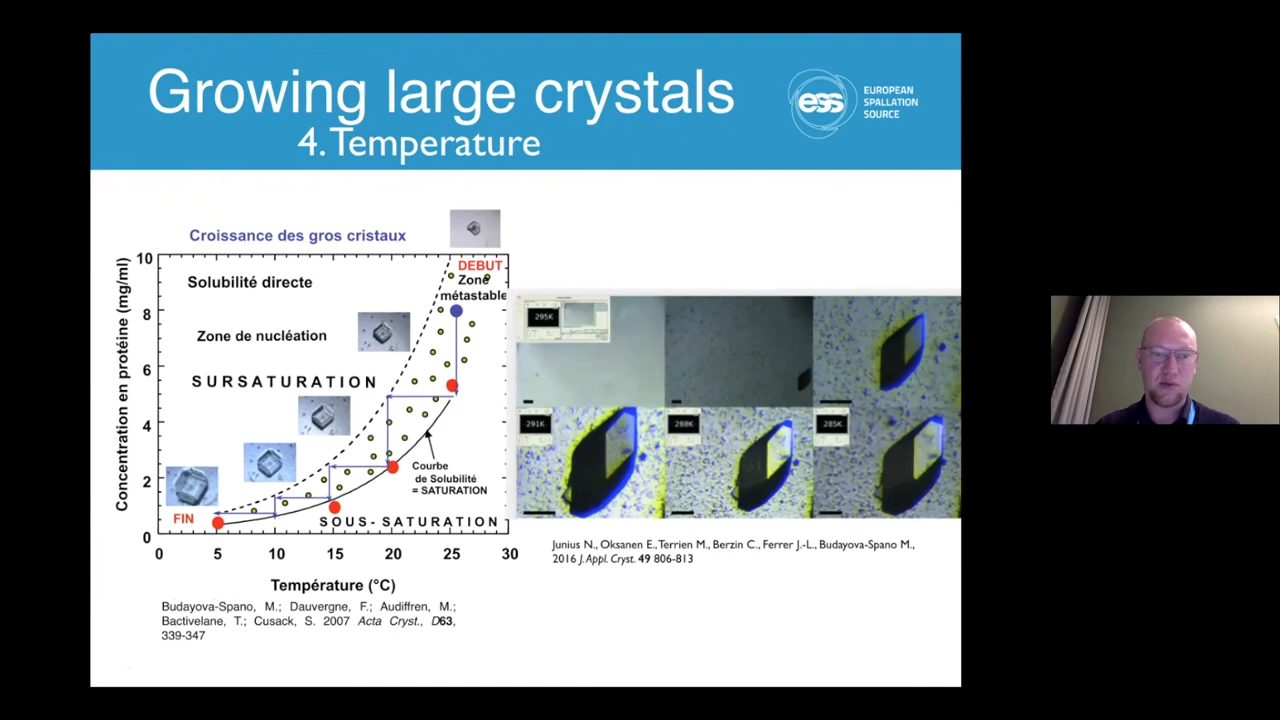 Growing large crystals
4. Temperature
ess
EUROPEAN
SPALLATION
SOURCE
Croissance des gros cristaux
Concentration en protéine (mg/ml)
10
8
6
4
2
0
Solubilité directe
DEBUT
Zone
métastable
Zone de nucléation
SURSATURATION
Courbe
de Solubilité
= SATURATION
FIN
SOUS-SATURATION
0 5 10 15 20 25 30
Température (°C)
295K
291K
288K
285K
Budayova-Spano, M.; Dauvergne, F.; Audiffren, M.;
Bactivelane, T.; Cusack, S. 2007 Acta Cryst., D63,
339-347
Junius N., Oksanen E., Terrien M., Berzin C., Ferrer J.-L., Budayova-Spano M.,
2016 J. Appl. Cryst. 49 806-813